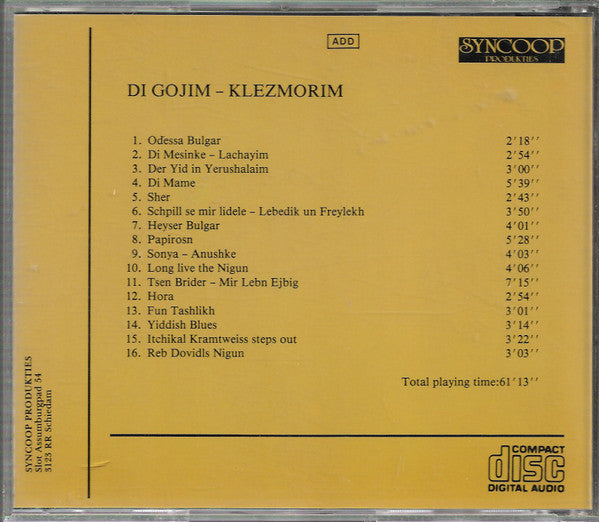 ADD
SYNCOOP
PRODUKTIES
DI GOJIM – KLEZMORIM
1. Odessa Bulgar 2'18''
2. Di Mesinke – Lachayim 2'54''
3. Der Yid in Yerushalaim 3'00''
4. Di Mame 5'39''
5. Sher 2'43''
6. Schpill se mir lidele – Lebedik un Freylekh 3'50''
7. Heyser Bulgar 4'01''
8. Papirosn 5'28''
9. Sonya – Anushke 4'03''
10. Long live the Nigun 4'06''
11. Tsen Brider – Mir Lebn Ejbig 7'15''
12. Hora 2'54''
13. Fun Tashlikh 3'01''
14. Yiddish Blues 3'14''
15. Itchikal Kramtweiss steps out 3'22''
16. Reb Dovidls Nigun 3'03''
Total playing time:61'13''
SYNCOOP PRODUKTIES
Slot Assumburgpad 54
3123 RR Schiedam
COMPACT
disc
DIGITAL AUDIO